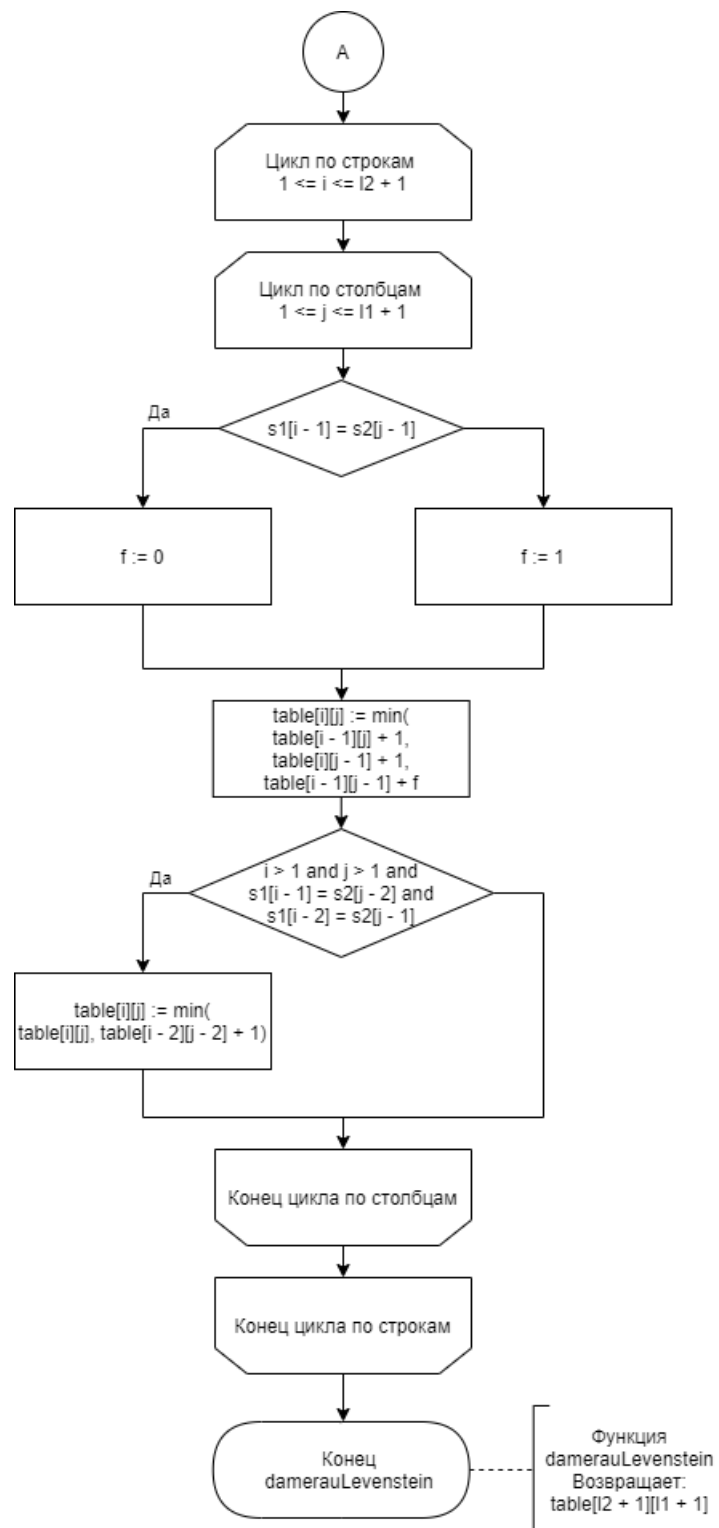 A
Цикл по строкам
1 <= i <= l2 + 1
Цикл по столбцам
1 <= j <= l1 + 1
Да
s1[i - 1] = s2[j - 1]
f := 0
f := 1
table[i][j] := min(
table[i - 1][j] + 1,
table[i][j - 1] + 1,
table[i - 1][j - 1] + f
Да
i > 1 and j > 1 and
s1[i - 1] = s2[j - 2] and
s1[i - 2] = s2[j - 1]
table[i][j] := min(
table[i][j], table[i - 2][j - 2] + 1)
Конец цикла по столбцам
Конец цикла по строкам
Конец
damerauLevenstein
Функция
damerauLevenstein
Возвращает:
table[l2 + 1][l1 + 1]